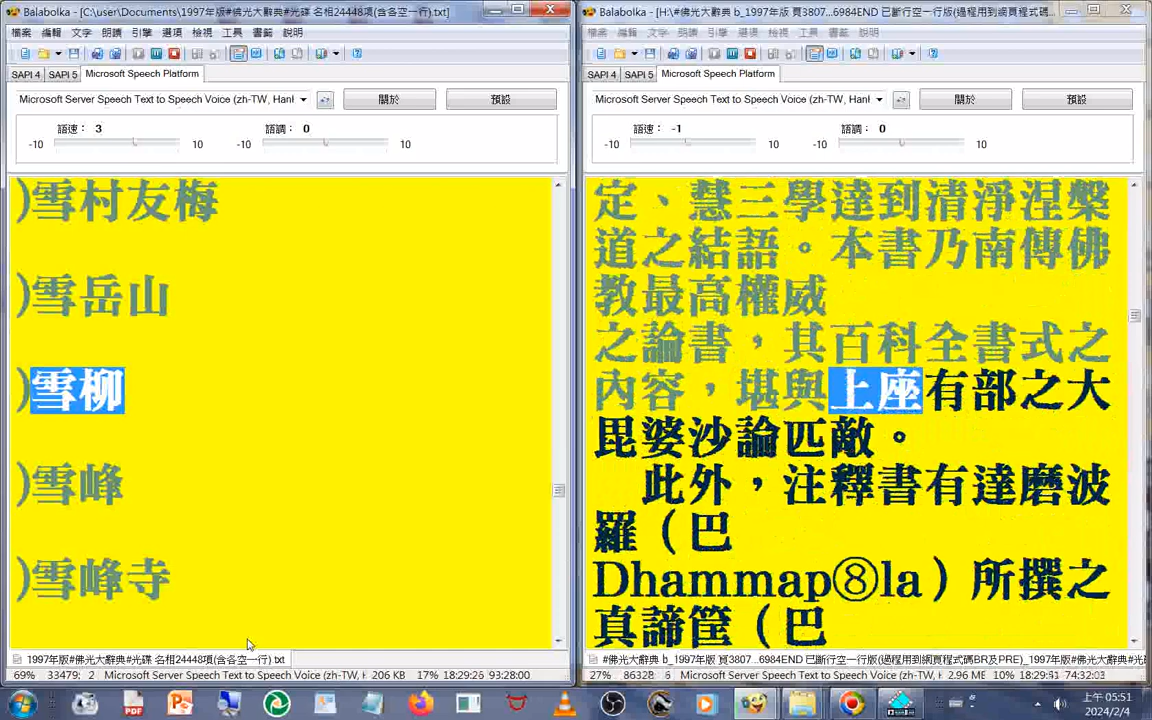 Balabolka - [C:\user\Documents\1997年版#佛光大辭典#光碟 名相24448項(含各空一行).txt]
檔案 編輯 文字 朗讀 引擎 選項 檢視 工具 書籤 說明
SAPI 4 SAPI 5 Microsoft Speech Platform
Microsoft Server Speech Text to Speech Voice (zh-TW, Han
關於 預設
語速： 3 語調： 0
-10 10 -10 10
)雪村友梅
)雪岳山
)雪柳
)雪峰
)雪峰寺
1997年版#佛光大辭典#光碟 名相24448項(含各空一行).txt
69% 33479: 2 Microsoft Server Speech Text to Speech Voice (zh-TW, H 206 KB 17% 18:29:26 93:28:00
Balabolka - [H:\#佛光大辭典 b_1997年版 頁3807...6984END 已斷行空一行版(過程用到網頁程式碼
檔案 編輯 文字 朗讀 引擎 選項 檢視 工具 書籤 說明
SAPI 4 SAPI 5 Microsoft Speech Platform
Microsoft Server Speech Text to Speech Voice (zh-TW, Han
關於 預設
語速： -1 語調： 0
-10 10 -10 10
定、慧三學達到清淨涅槃
道之結語。本書乃南傳佛
教最高權威
之論書，其百科全書式之
內容，堪與上座有部之大
毘婆沙論匹敵。
此外，注釋書有達磨波
羅（巴
Dhammap⑧la）所撰之
真諦筐（巴
#佛光大辭典 b_1997年版 頁3807...6984END 已斷行空一行版(過程用到網頁程式碼BR及PRE)_1997年版#佛光
27% 86328: 6 Microsoft Server Speech Text to Speech Voice (zh-TW, 2.96 MB 10% 18:29:31 74:32:03
上午 05:51
2024/2/4